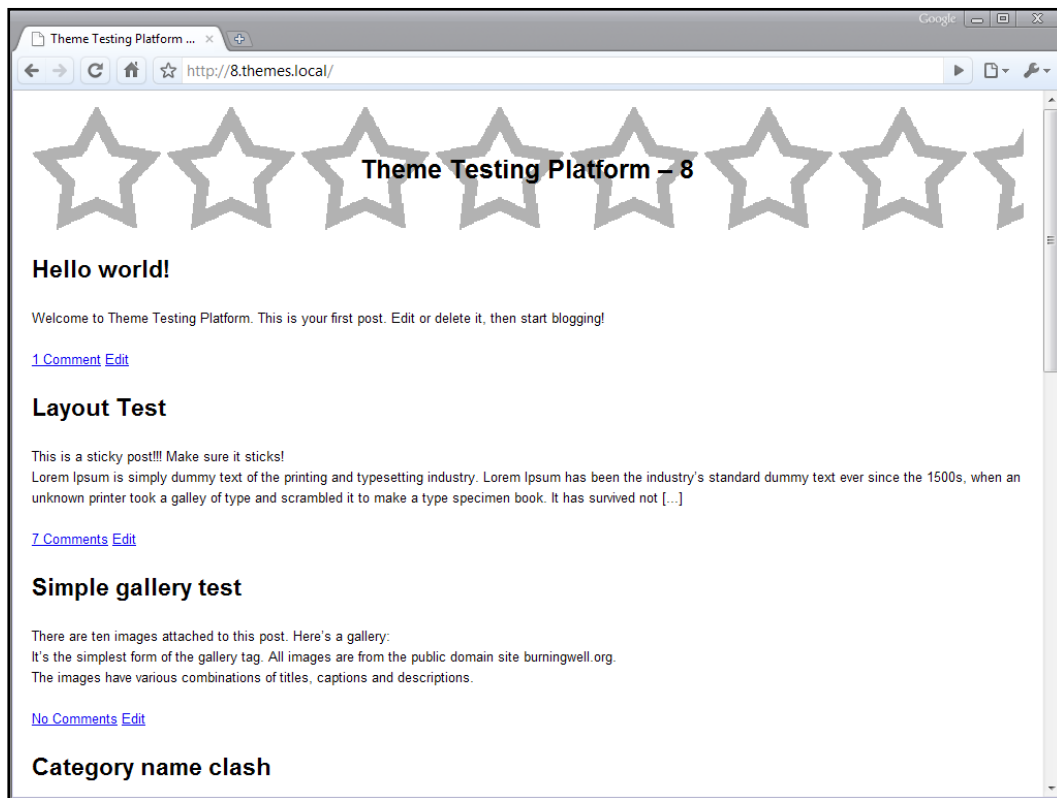 Google
Theme Testing Platform ...
http://8.themes.local/
Theme Testing Platform – 8
Hello world!
Welcome to Theme Testing Platform. This is your first post. Edit or delete it, then start blogging!
1 Comment Edit
Layout Test
This is a sticky post!!! Make sure it sticks!
Lorem Ipsum is simply dummy text of the printing and typesetting industry. Lorem Ipsum has been the industry’s standard dummy text ever since the 1500s, when an
unknown printer took a galley of type and scrambled it to make a type specimen book. It has survived not [...]
7 Comments Edit
Simple gallery test
There are ten images attached to this post. Here’s a gallery:
It’s the simplest form of the gallery tag. All images are from the public domain site burningwell.org.
The images have various combinations of titles, captions and descriptions.
No Comments Edit
Category name clash